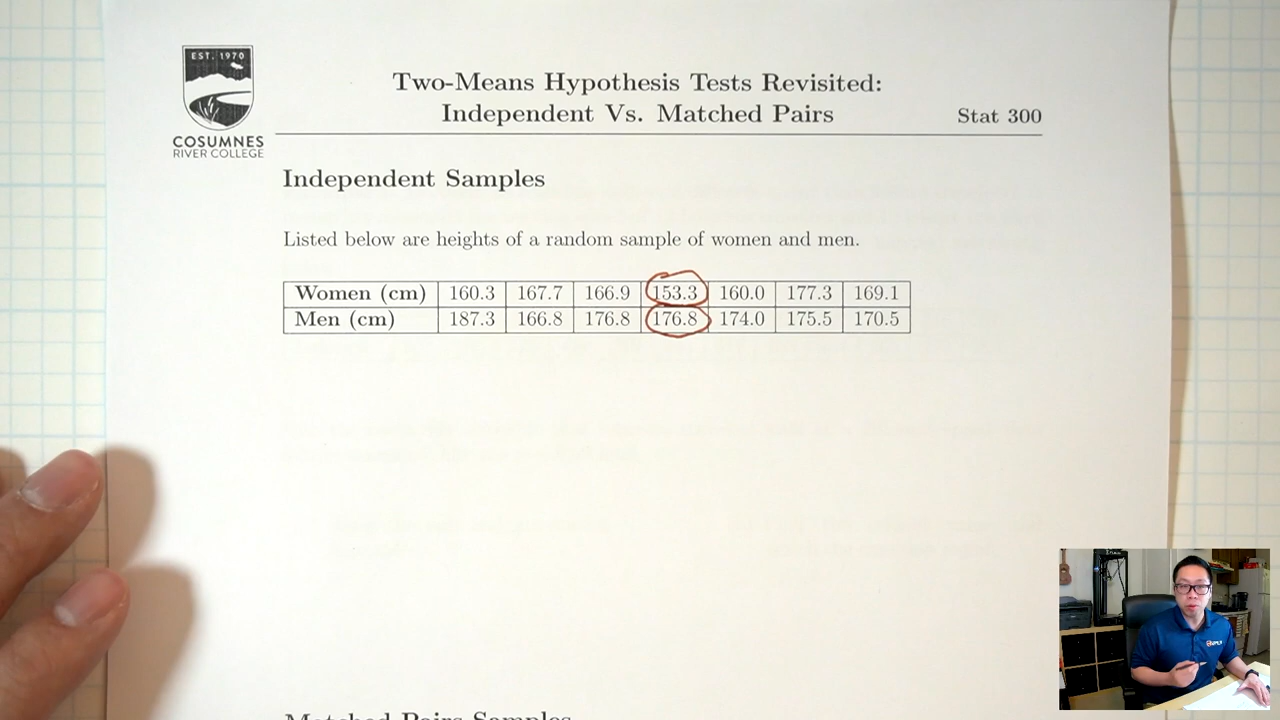 EST. 1970
COSUMNES
RIVER COLLEGE
Two-Means Hypothesis Tests Revisited:
Independent Vs. Matched Pairs
Stat 300
Independent Samples
Listed below are heights of a random sample of women and men.
Women (cm) 160.3 167.7 166.9 153.3 160.0 177.3 169.1
Men (cm) 187.3 166.8 176.8 176.8 174.0 175.5 170.5
Matched Pairs Samples